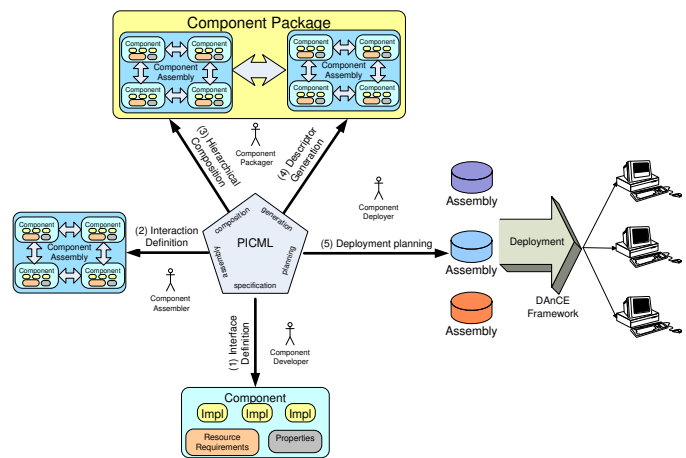 Component Package
Component
Component
Component
Assembly
Component
Component
Component
Component
Component
Assembly
Component
Component
(3) Hierarchical
Composition
Component
Packager
(4) Descriptor
Generation
Component
Deployer
Component
Component
Component
Assembly
Component
Component
(2) Interaction
Definition
Component
Assembler
PICML
composition
generation
assembly
planning
specification
(5) Deployment planning
Assembly
Assembly
Assembly
Deployment
DAnCE
Framework
(1) Interface
Definition
Component
Developer
Component
Impl
Impl
Impl
Resource
Requirements
Properties